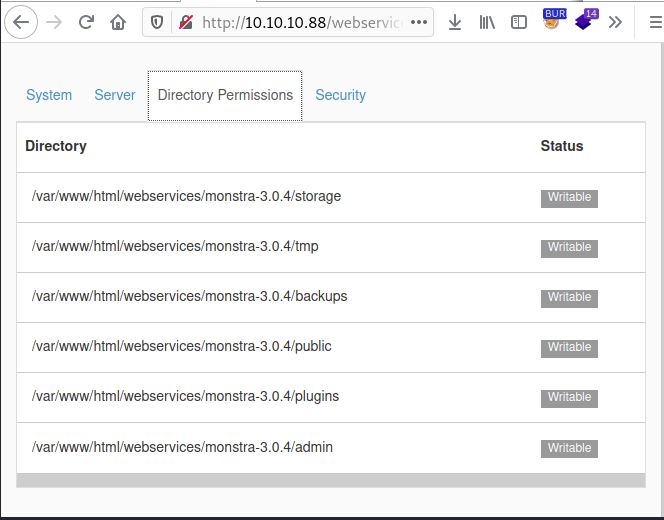 http://10.10.10.88/webservic
BUR
14
System Server Directory Permissions Security
Directory Status
/var/www/html/webservices/monstra-3.0.4/storage Writable
/var/www/html/webservices/monstra-3.0.4/tmp Writable
/var/www/html/webservices/monstra-3.0.4/backups Writable
/var/www/html/webservices/monstra-3.0.4/public Writable
/var/www/html/webservices/monstra-3.0.4/plugins Writable
/var/www/html/webservices/monstra-3.0.4/admin Writable